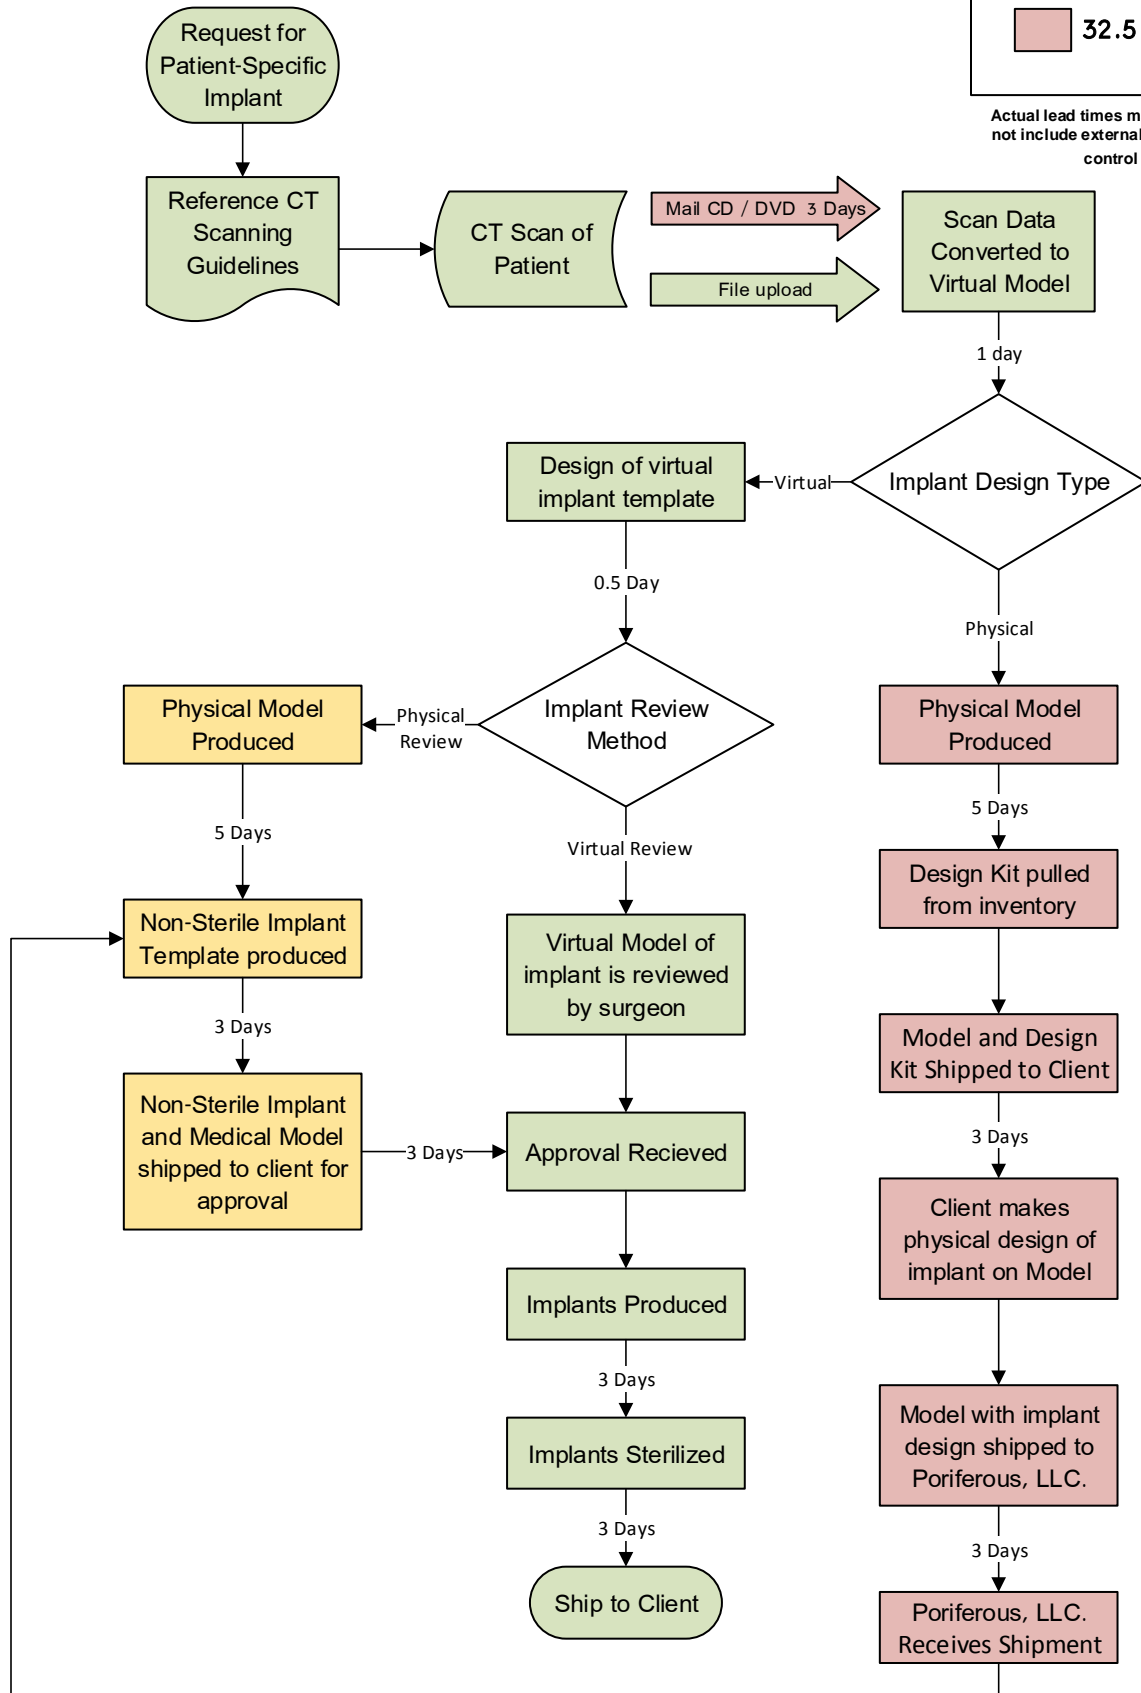 Request for
Patient-Specific
Implant
32.5
Actual lead times m
not include external
control
Reference CT
Scanning
Guidelines
CT Scan of
Patient
Mail CD / DVD 3 Days
File upload
Scan Data
Converted to
Virtual Model
1 day
Implant Design Type
Virtual
Design of virtual
implant template
0.5 Day
Physical
Implant Review
Method
Physical
Review
Physical Model
Produced
5 Days
Virtual Review
Physical Model
Produced
5 Days
Design Kit pulled
from inventory
Non-Sterile Implant
Template produced
3 Days
Virtual Model of
implant is reviewed
by surgeon
Model and Design
Kit Shipped to Client
3 Days
Non-Sterile Implant
and Medical Model
shipped to client for
approval
3 Days
Approval Recieved
Client makes
physical design of
implant on Model
Implants Produced
3 Days
Implants Sterilized
3 Days
Ship to Client
Model with implant
design shipped to
Poriferous, LLC.
3 Days
Poriferous, LLC.
Receives Shipment